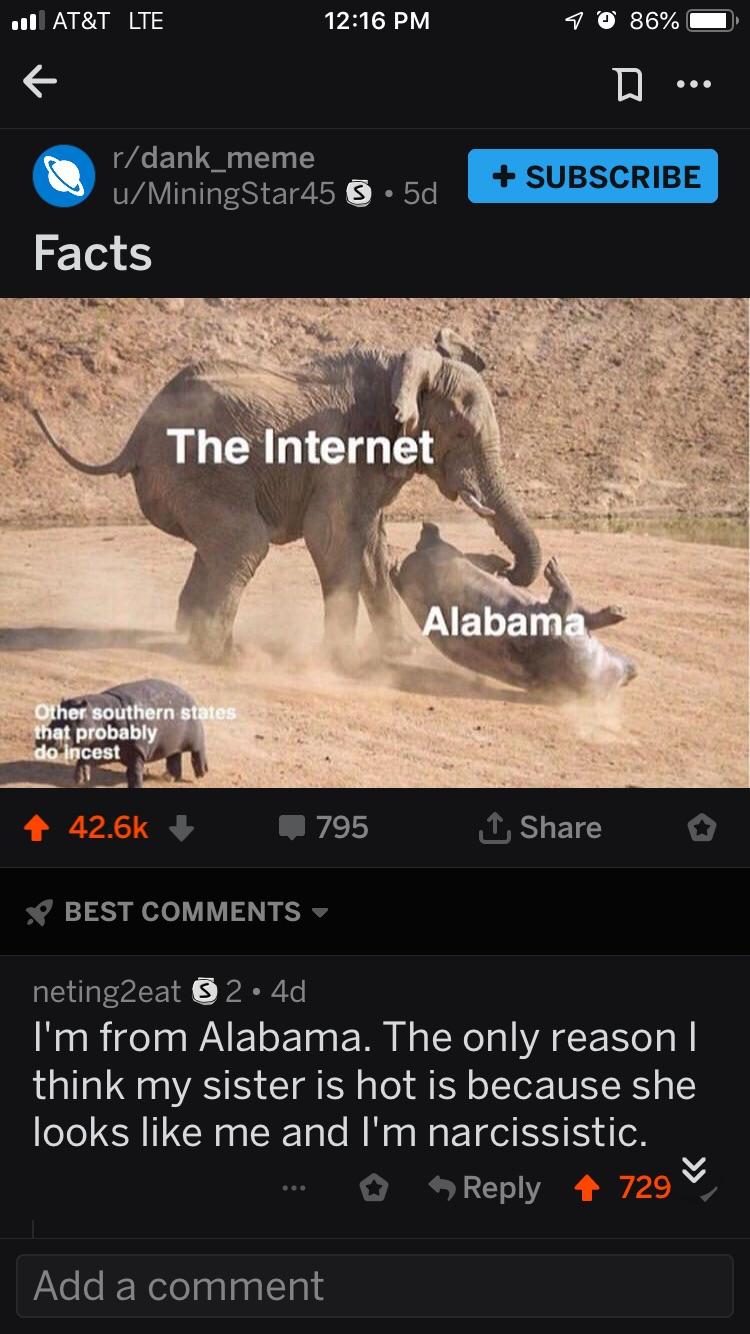 AT&T LTE 12:16 PM 86%
r/dank_meme
u/MiningStar45 • 5d
+ SUBSCRIBE
Facts
The Internet
Alabama
Other southern states
that probably
do incest
42.6k 795 Share
BEST COMMENTS
neting2eat 2 • 4d
I'm from Alabama. The only reason I
think my sister is hot is because she
looks like me and I'm narcissistic.
Reply 729
Add a comment